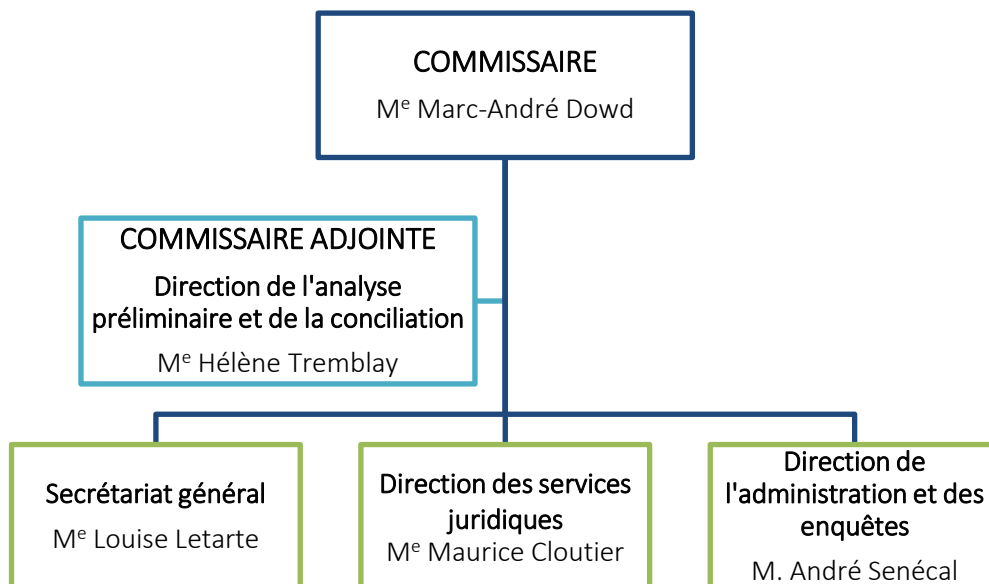 COMMISSAIRE
Me Marc-André Dowd
COMMISSAIRE ADJOINTE
Direction de l'analyse
préliminaire et de la conciliation
Me Hélène Tremblay
Secrétariat général
Me Louise Letarte
Direction des services
juridiques
Me Maurice Cloutier
Direction de
l'administration et des
enquêtes
M. André Senécal